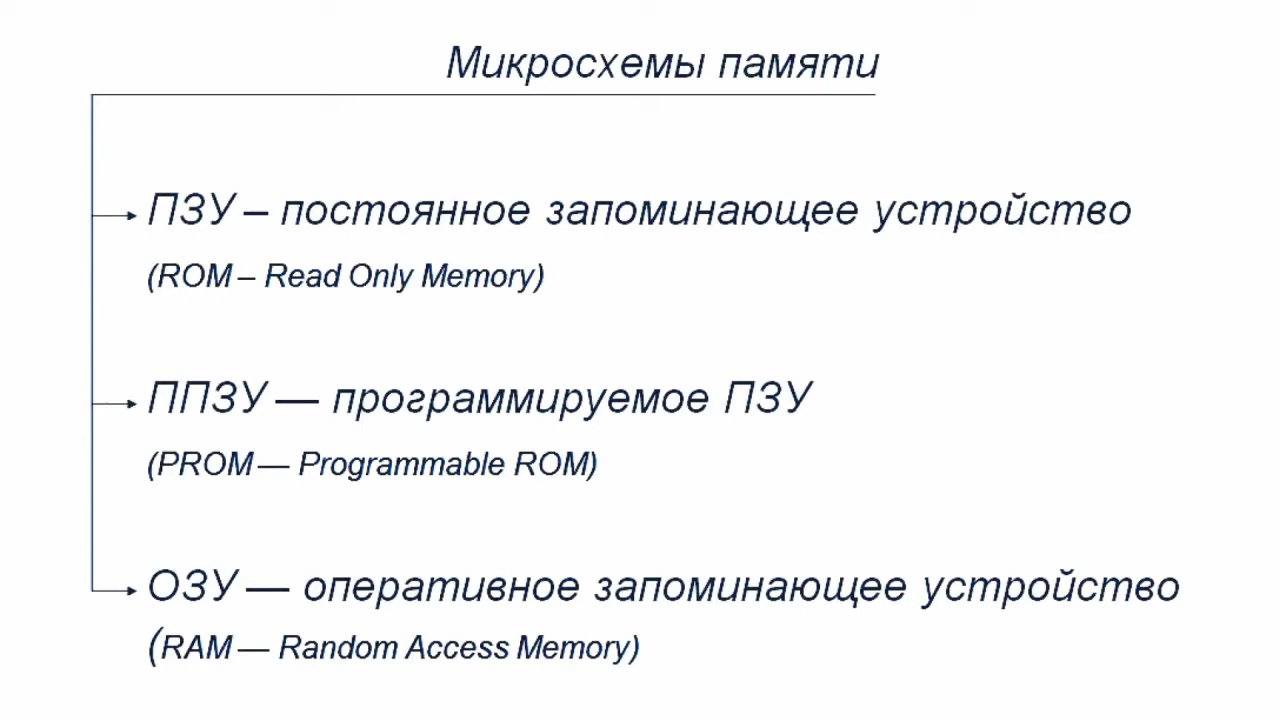 Микросхемы памяти
ПЗУ – постоянное запоминающее устройство
(ROM – Read Only Memory)
ППЗУ — программируемое ПЗУ
(PROM — Programmable ROM)
ОЗУ — оперативное запоминающее устройство
(RAM — Random Access Memory)